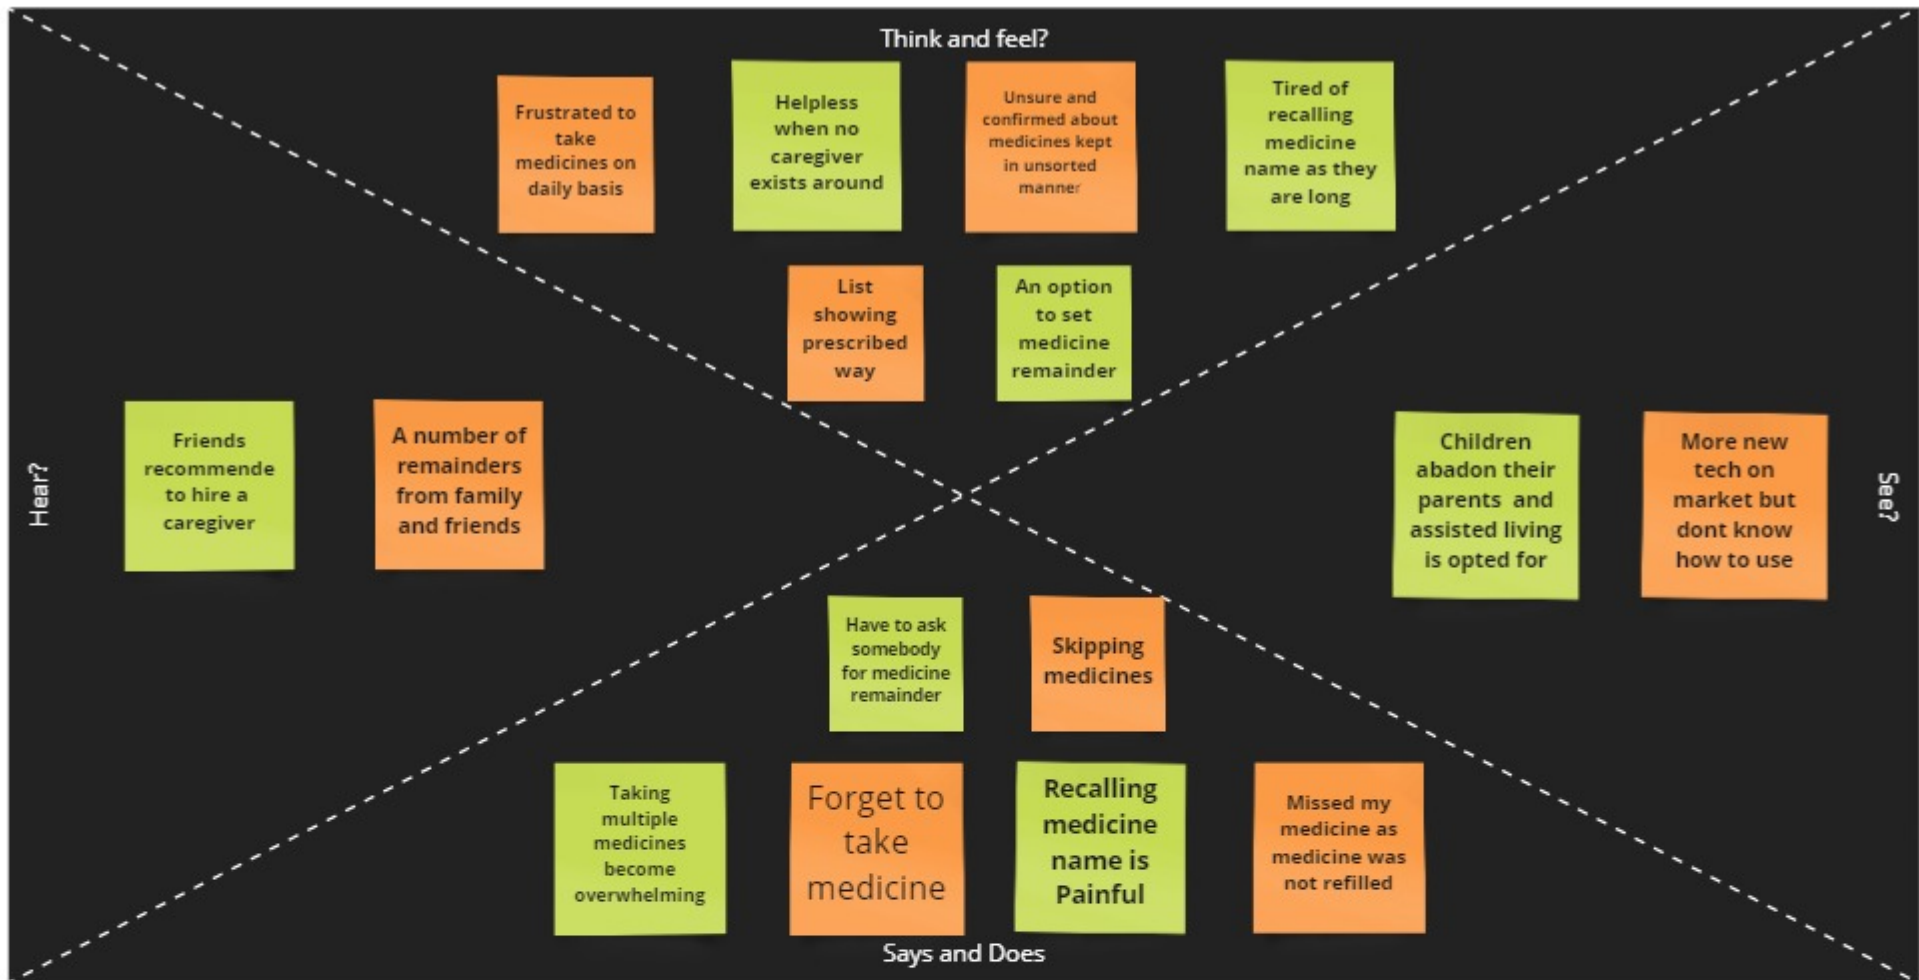 Think and feel?
Frustrated to
take
medicines on
daily basis
Helpless
when no
caregiver
exists around
Unsure and
confirmed about
medicines kept
in unsorted
manner
Tired of
recalling
medicine
name as they
are long
List
showing
prescribed
way
An option
to set
medicine
remainder
Hear?
Friends
recommende
to hire a
caregiver
A number of
remainders
from family
and friends
Children
abadon their
parents and
assisted living
is opted for
More new
tech on
market but
dont know
how to use
See?
Have to ask
somebody
for medicine
remainder
Skipping
medicines
Taking
multiple
medicines
become
overwhelming
Forget to
take
medicine
Recalling
medicine
name is
Painful
Missed my
medicine as
medicine was
not refilled
Says and Does